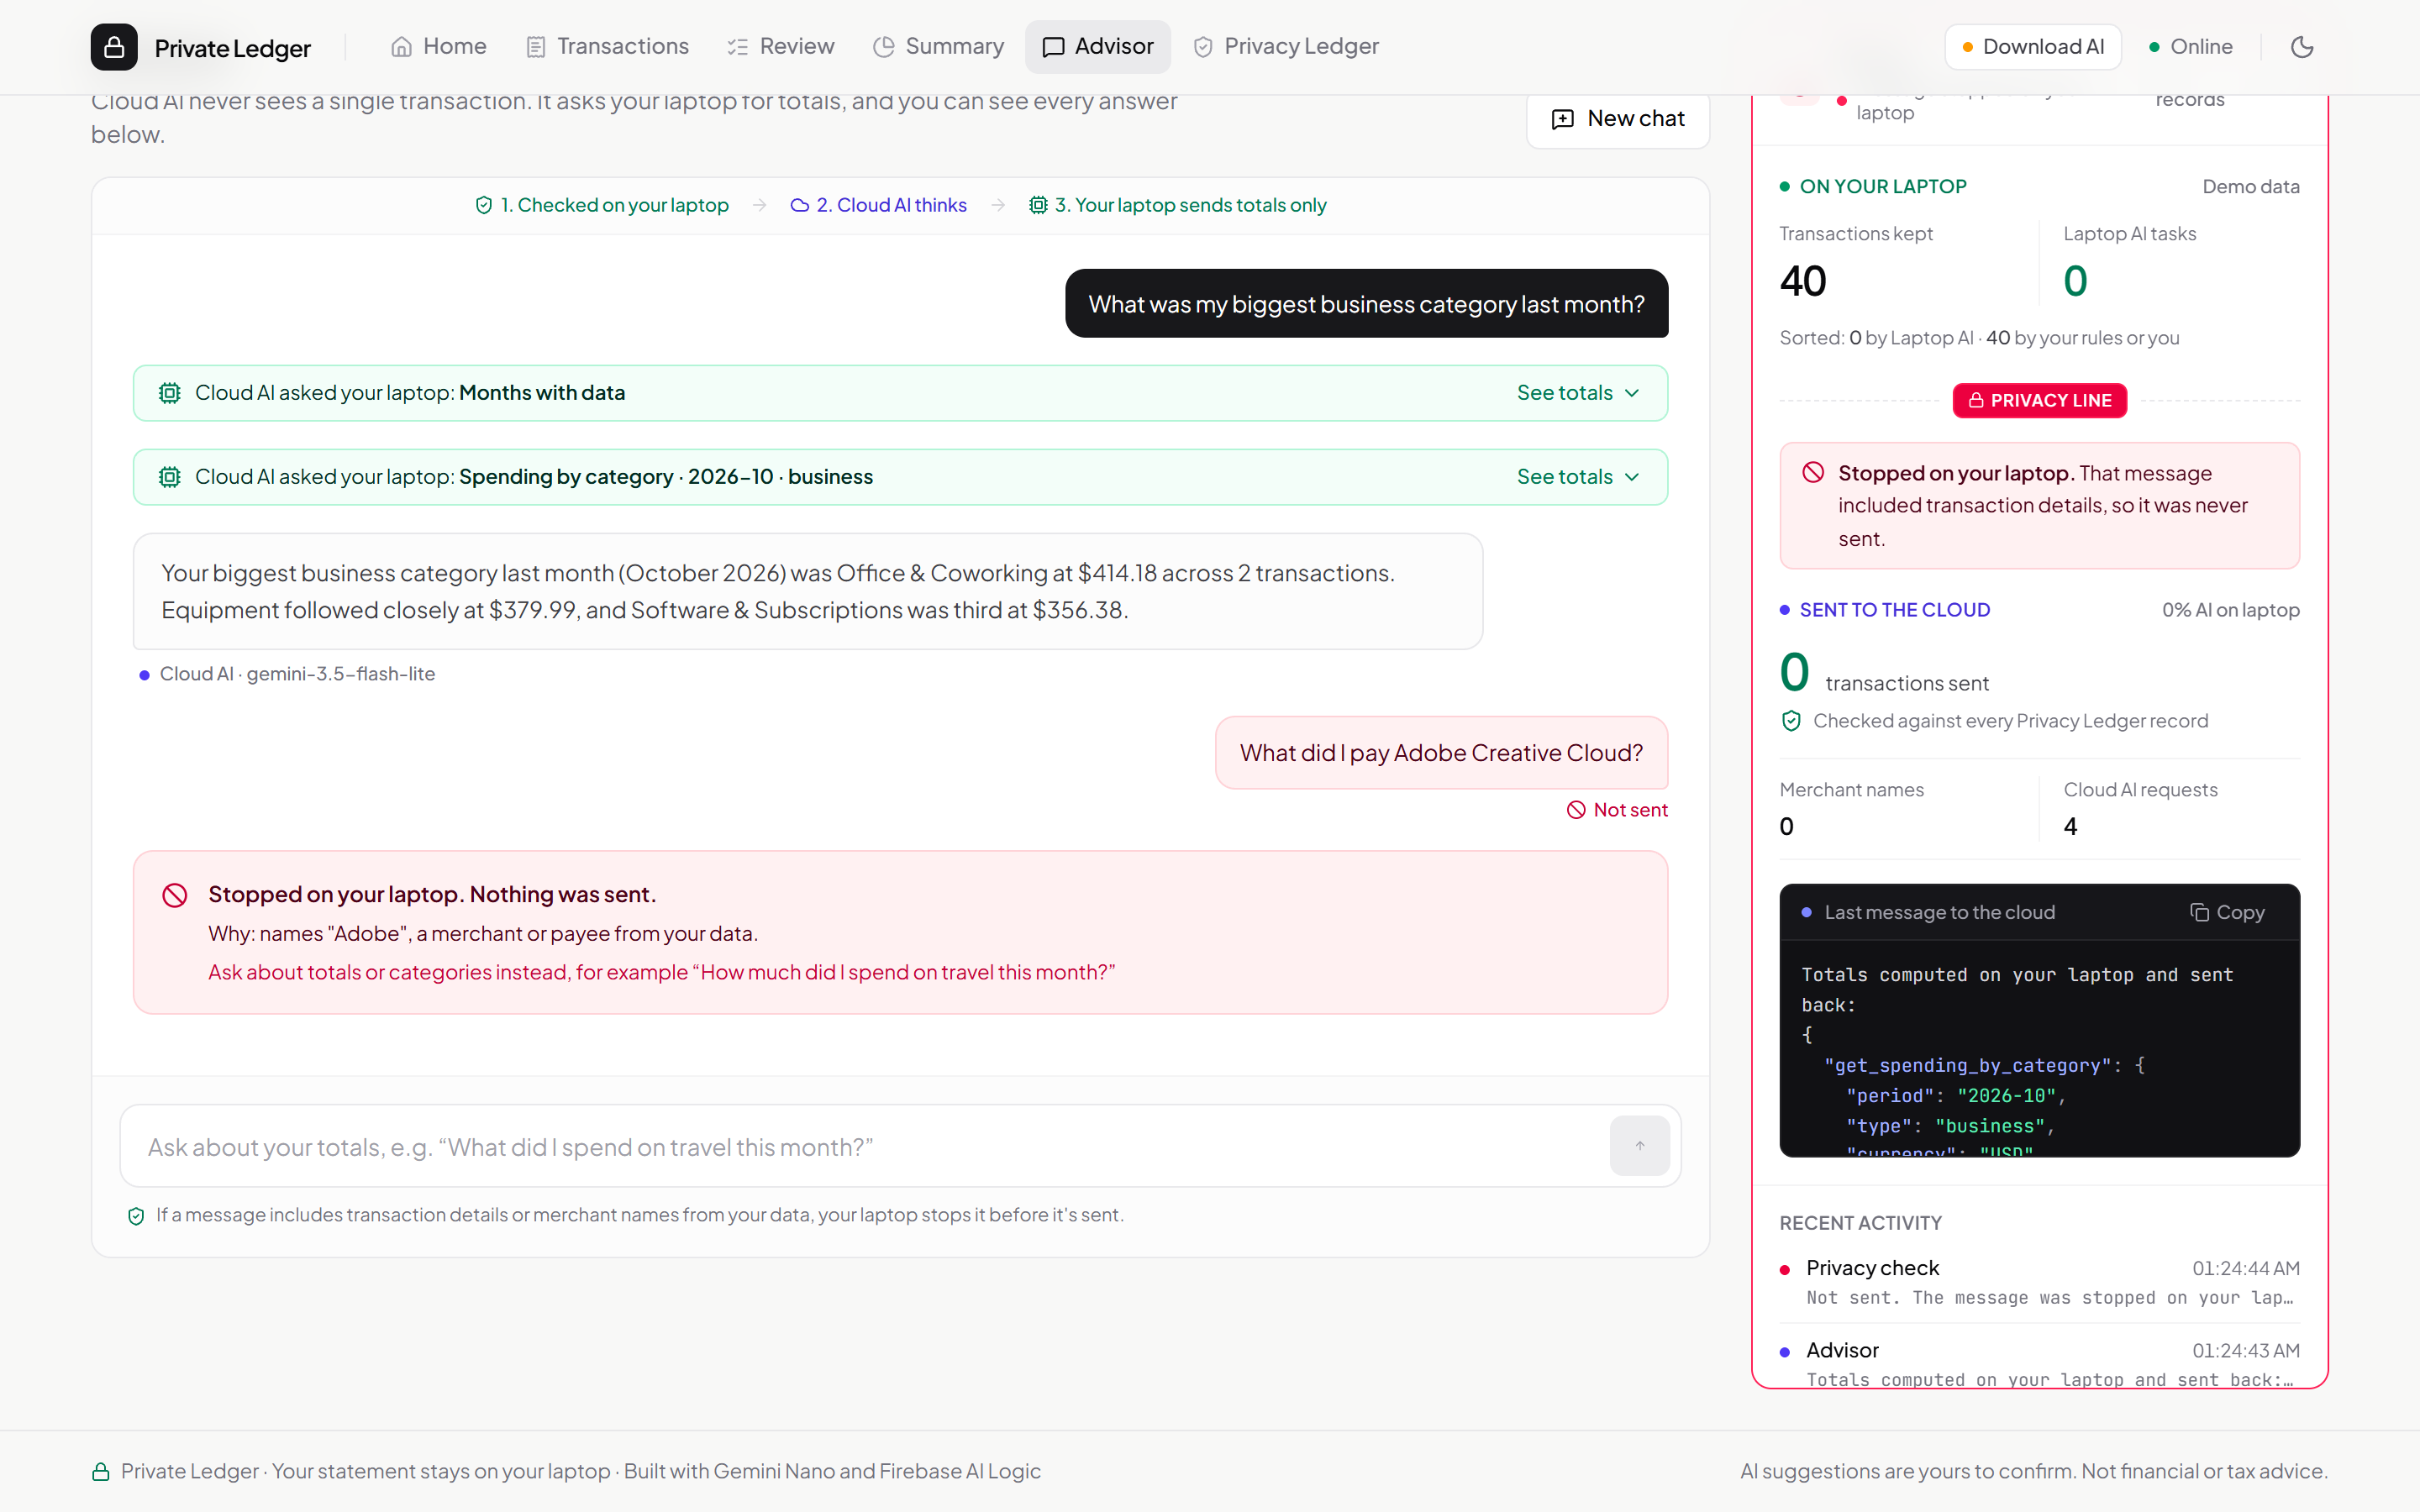 Private Ledger
Home
Transactions
Review
Summary
Advisor
Privacy Ledger
Download AI
Online
Cloud AI never sees a single transaction. It asks your laptop for totals, and you can see every answer
below.
New chat
1. Checked on your laptop
2. Cloud AI thinks
3. Your laptop sends totals only
What was my biggest business category last month?
Cloud AI asked your laptop: Months with data
See totals
Cloud AI asked your laptop: Spending by category · 2026-10 · business
See totals
Your biggest business category last month (October 2026) was Office & Coworking at $414.18 across 2 transactions.
Equipment followed closely at $379.99, and Software & Subscriptions was third at $356.38.
Cloud AI · gemini-3.5-flash-lite
What did I pay Adobe Creative Cloud?
Not sent
Stopped on your laptop. Nothing was sent.
Why: names "Adobe", a merchant or payee from your data.
Ask about totals or categories instead, for example “How much did I spend on travel this month?”
Ask about your totals, e.g. “What did I spend on travel this month?”
If a message includes transaction details or merchant names from your data, your laptop stops it before it's sent.
laptop
records
ON YOUR LAPTOP
Demo data
Transactions kept
Laptop AI tasks
40
0
Sorted: 0 by Laptop AI · 40 by your rules or you
PRIVACY LINE
Stopped on your laptop. That message
included transaction details, so it was never
sent.
SENT TO THE CLOUD
0% AI on laptop
0 transactions sent
Checked against every Privacy Ledger record
Merchant names
Cloud AI requests
0
4
Last message to the cloud
Copy
Totals computed on your laptop and sent
back:
{
"get_spending_by_category": {
"period": "2026-10",
"type": "business",
"currency": "USD"
RECENT ACTIVITY
Privacy check
01:24:44 AM
Not sent. The message was stopped on your lap…
Advisor
01:24:43 AM
Totals computed on your laptop and sent back:…
Private Ledger · Your statement stays on your laptop · Built with Gemini Nano and Firebase AI Logic
AI suggestions are yours to confirm. Not financial or tax advice.